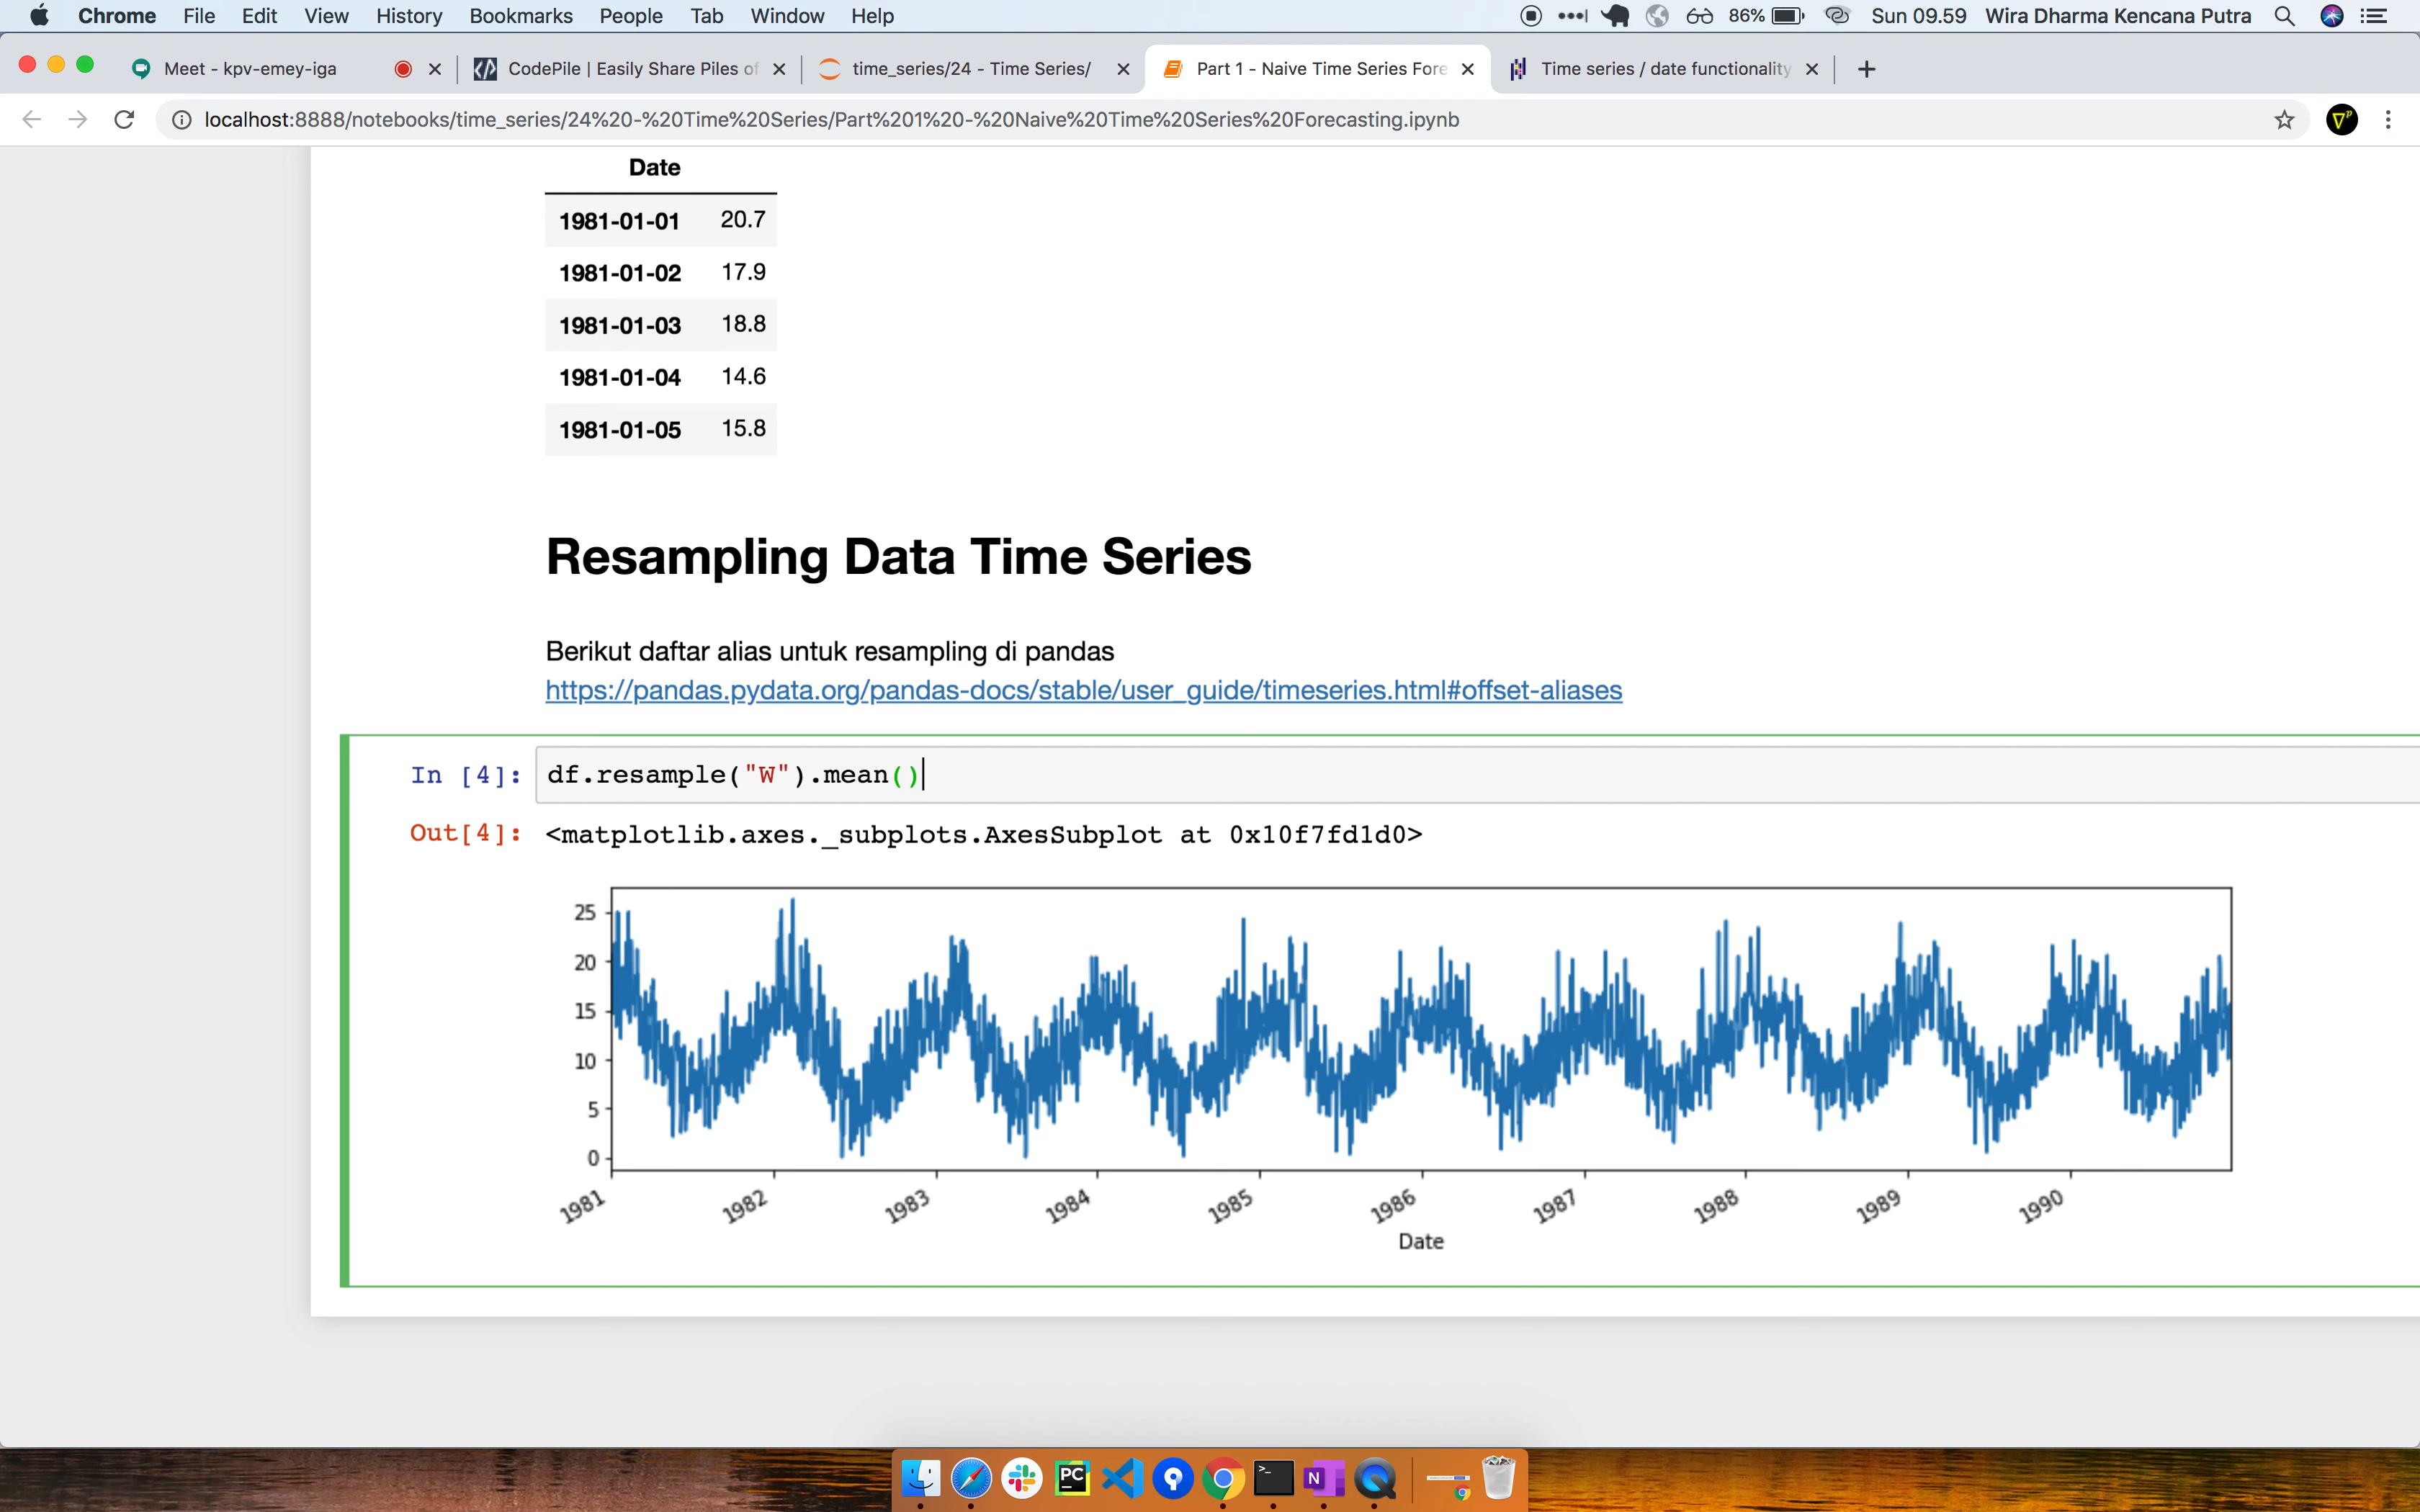 Chrome File Edit View History Bookmarks People Tab Window Help 86% Sun 09.59 Wira Dharma Kencana Putra
Meet - kpv-emey-iga CodePile | Easily Share Piles of time_series/24 - Time Series/ Part 1 - Naive Time Series Fore Time series / date functionality
localhost:8888/notebooks/time_series/24%20-%20Time%20Series/Part%201%20-%20Naive%20Time%20Series%20Forecasting.ipynb
Date
1981-01-01 20.7
1981-01-02 17.9
1981-01-03 18.8
1981-01-04 14.6
1981-01-05 15.8
Resampling Data Time Series
Berikut daftar alias untuk resampling di pandas
https://pandas.pydata.org/pandas-docs/stable/user_guide/timeseries.html#offset-aliases
In [4]: df.resample("W").mean()
Out[4]: <matplotlib.axes._subplots.AxesSubplot at 0x10f7fd1d0>
25
20
15
10
5
0
1981 1982 1983 1984 1985 1986 1987 1988 1989 1990
Date